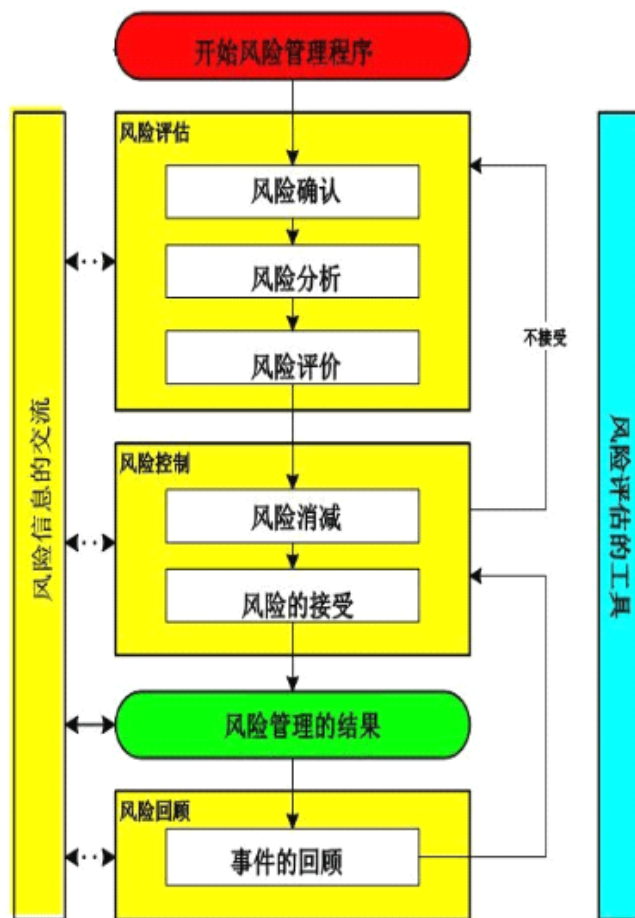 开始风险管理程序
风险评估
风险确认
风险分析
风险评价
不接受
风险控制
风险消减
风险的接受
风险管理的结果
风险回顾
事件的回顾
风险信息的交流
风险评估的工具